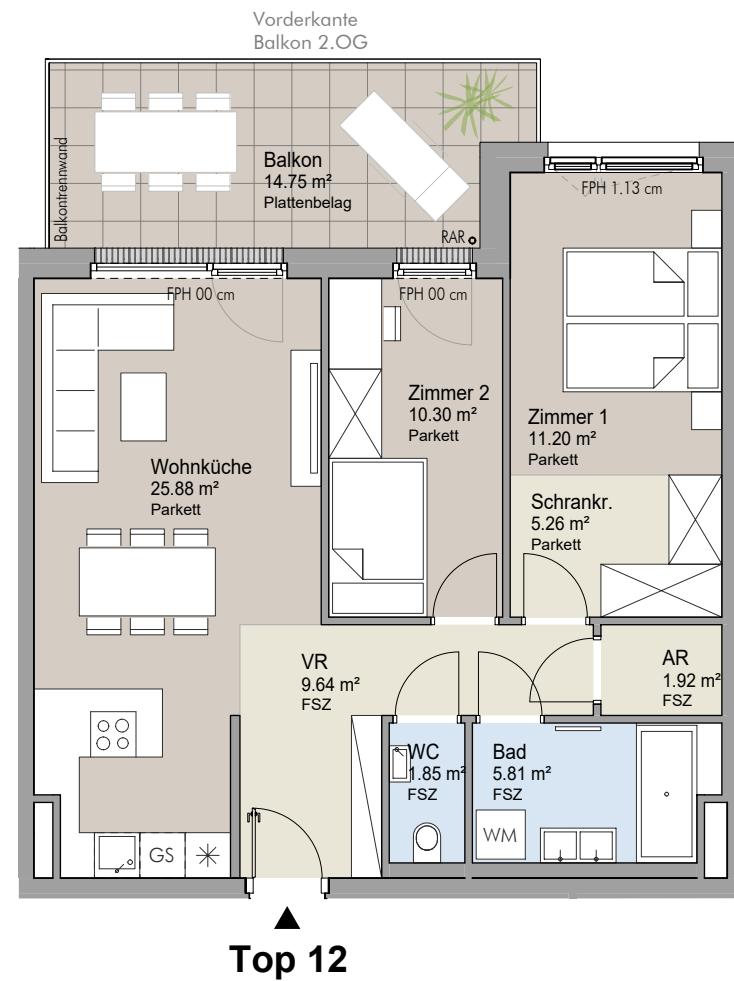 Vorderkante
Balkon 2.OG
Balkontrennwand
Balkon
14.75 m²
Plattenbelag
RAR
FPH 1.13 cm
FPH 00 cm
FPH 00 cm
Zimmer 2
10.30 m²
Parkett
Zimmer 1
11.20 m²
Parkett
Wohnküche
25.88 m²
Parkett
Schrankr.
5.26 m²
Parkett
VR
9.64 m²
FSZ
AR
1.92 m²
FSZ
WC
1.85 m²
FSZ
Bad
5.81 m²
FSZ
WM
GS
Top 12